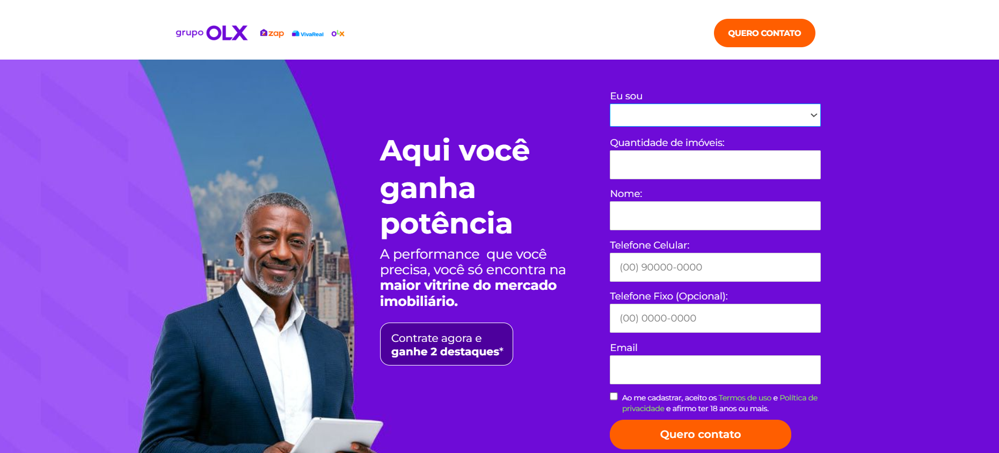 grupo OLX zap VivaReal olx
QUERO CONTATO
Aqui você
ganha
potência
A performance que você
precisa, você só encontra na
maior vitrine do mercado
imobiliário.
Contrate agora e
ganhe 2 destaques*
Eu sou
Quantidade de imóveis:
Nome:
Telefone Celular:
(00) 90000-0000
Telefone Fixo (Opcional):
(00) 0000-0000
Email
Ao me cadastrar, aceito os Termos de uso e Política de
privacidade e afirmo ter 18 anos ou mais.
Quero contato